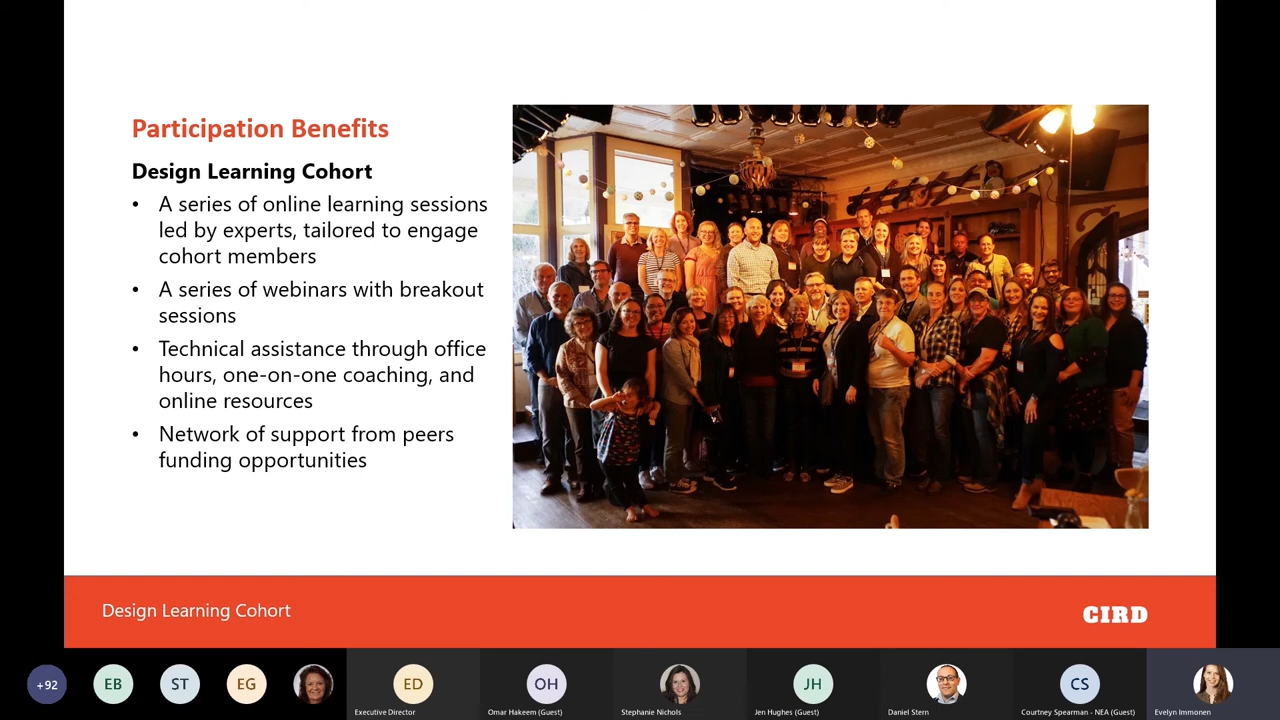 Participation Benefits
Design Learning Cohort
• A series of online learning sessions
led by experts, tailored to engage
cohort members
• A series of webinars with breakout
sessions
• Technical assistance through office
hours, one-on-one coaching, and
online resources
• Network of support from peers
funding opportunities
Design Learning Cohort
CIRD
+92
EB
ST
EG
ED
OH
JH
CS
Executive Director
Omar Hakeem (Guest)
Stephanie Nichols
Jen Hughes (Guest)
Daniel Stern
Courtney Spearman - NEA (Guest)
Evelyn Immonen